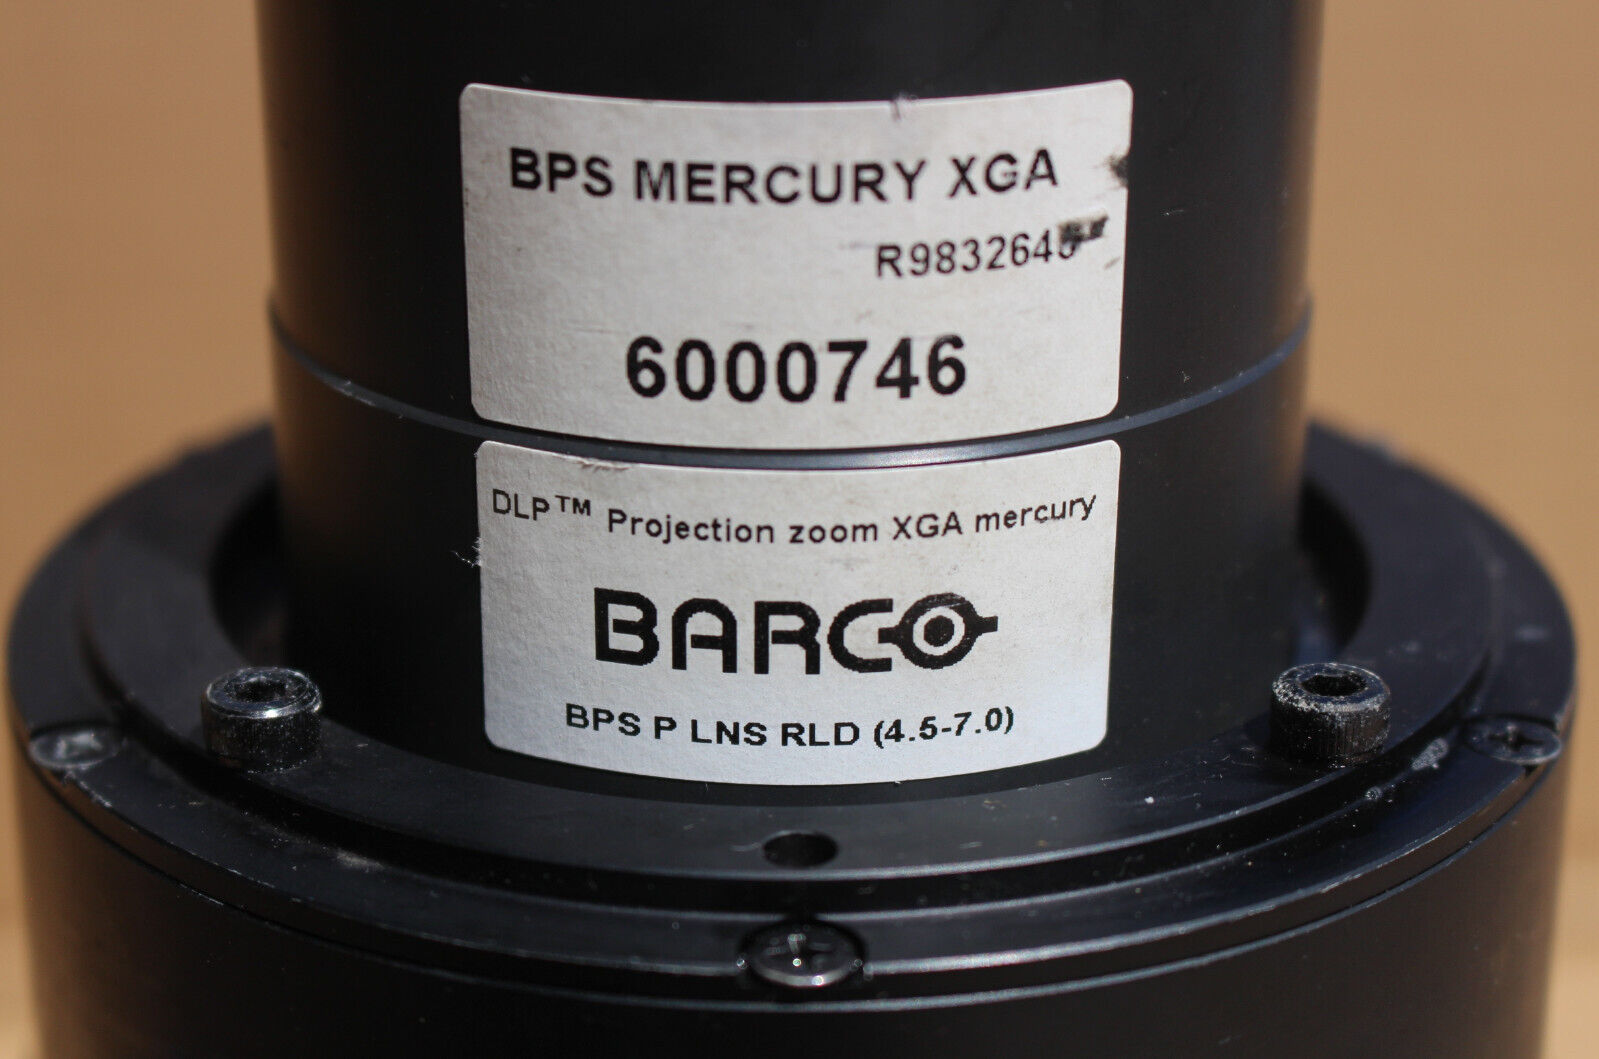 BPS MERCURY XGA
6000746
DLP™ Projection zoom XGA mercury
BARCO
BPS P LNS RLD (4.5-7.0)